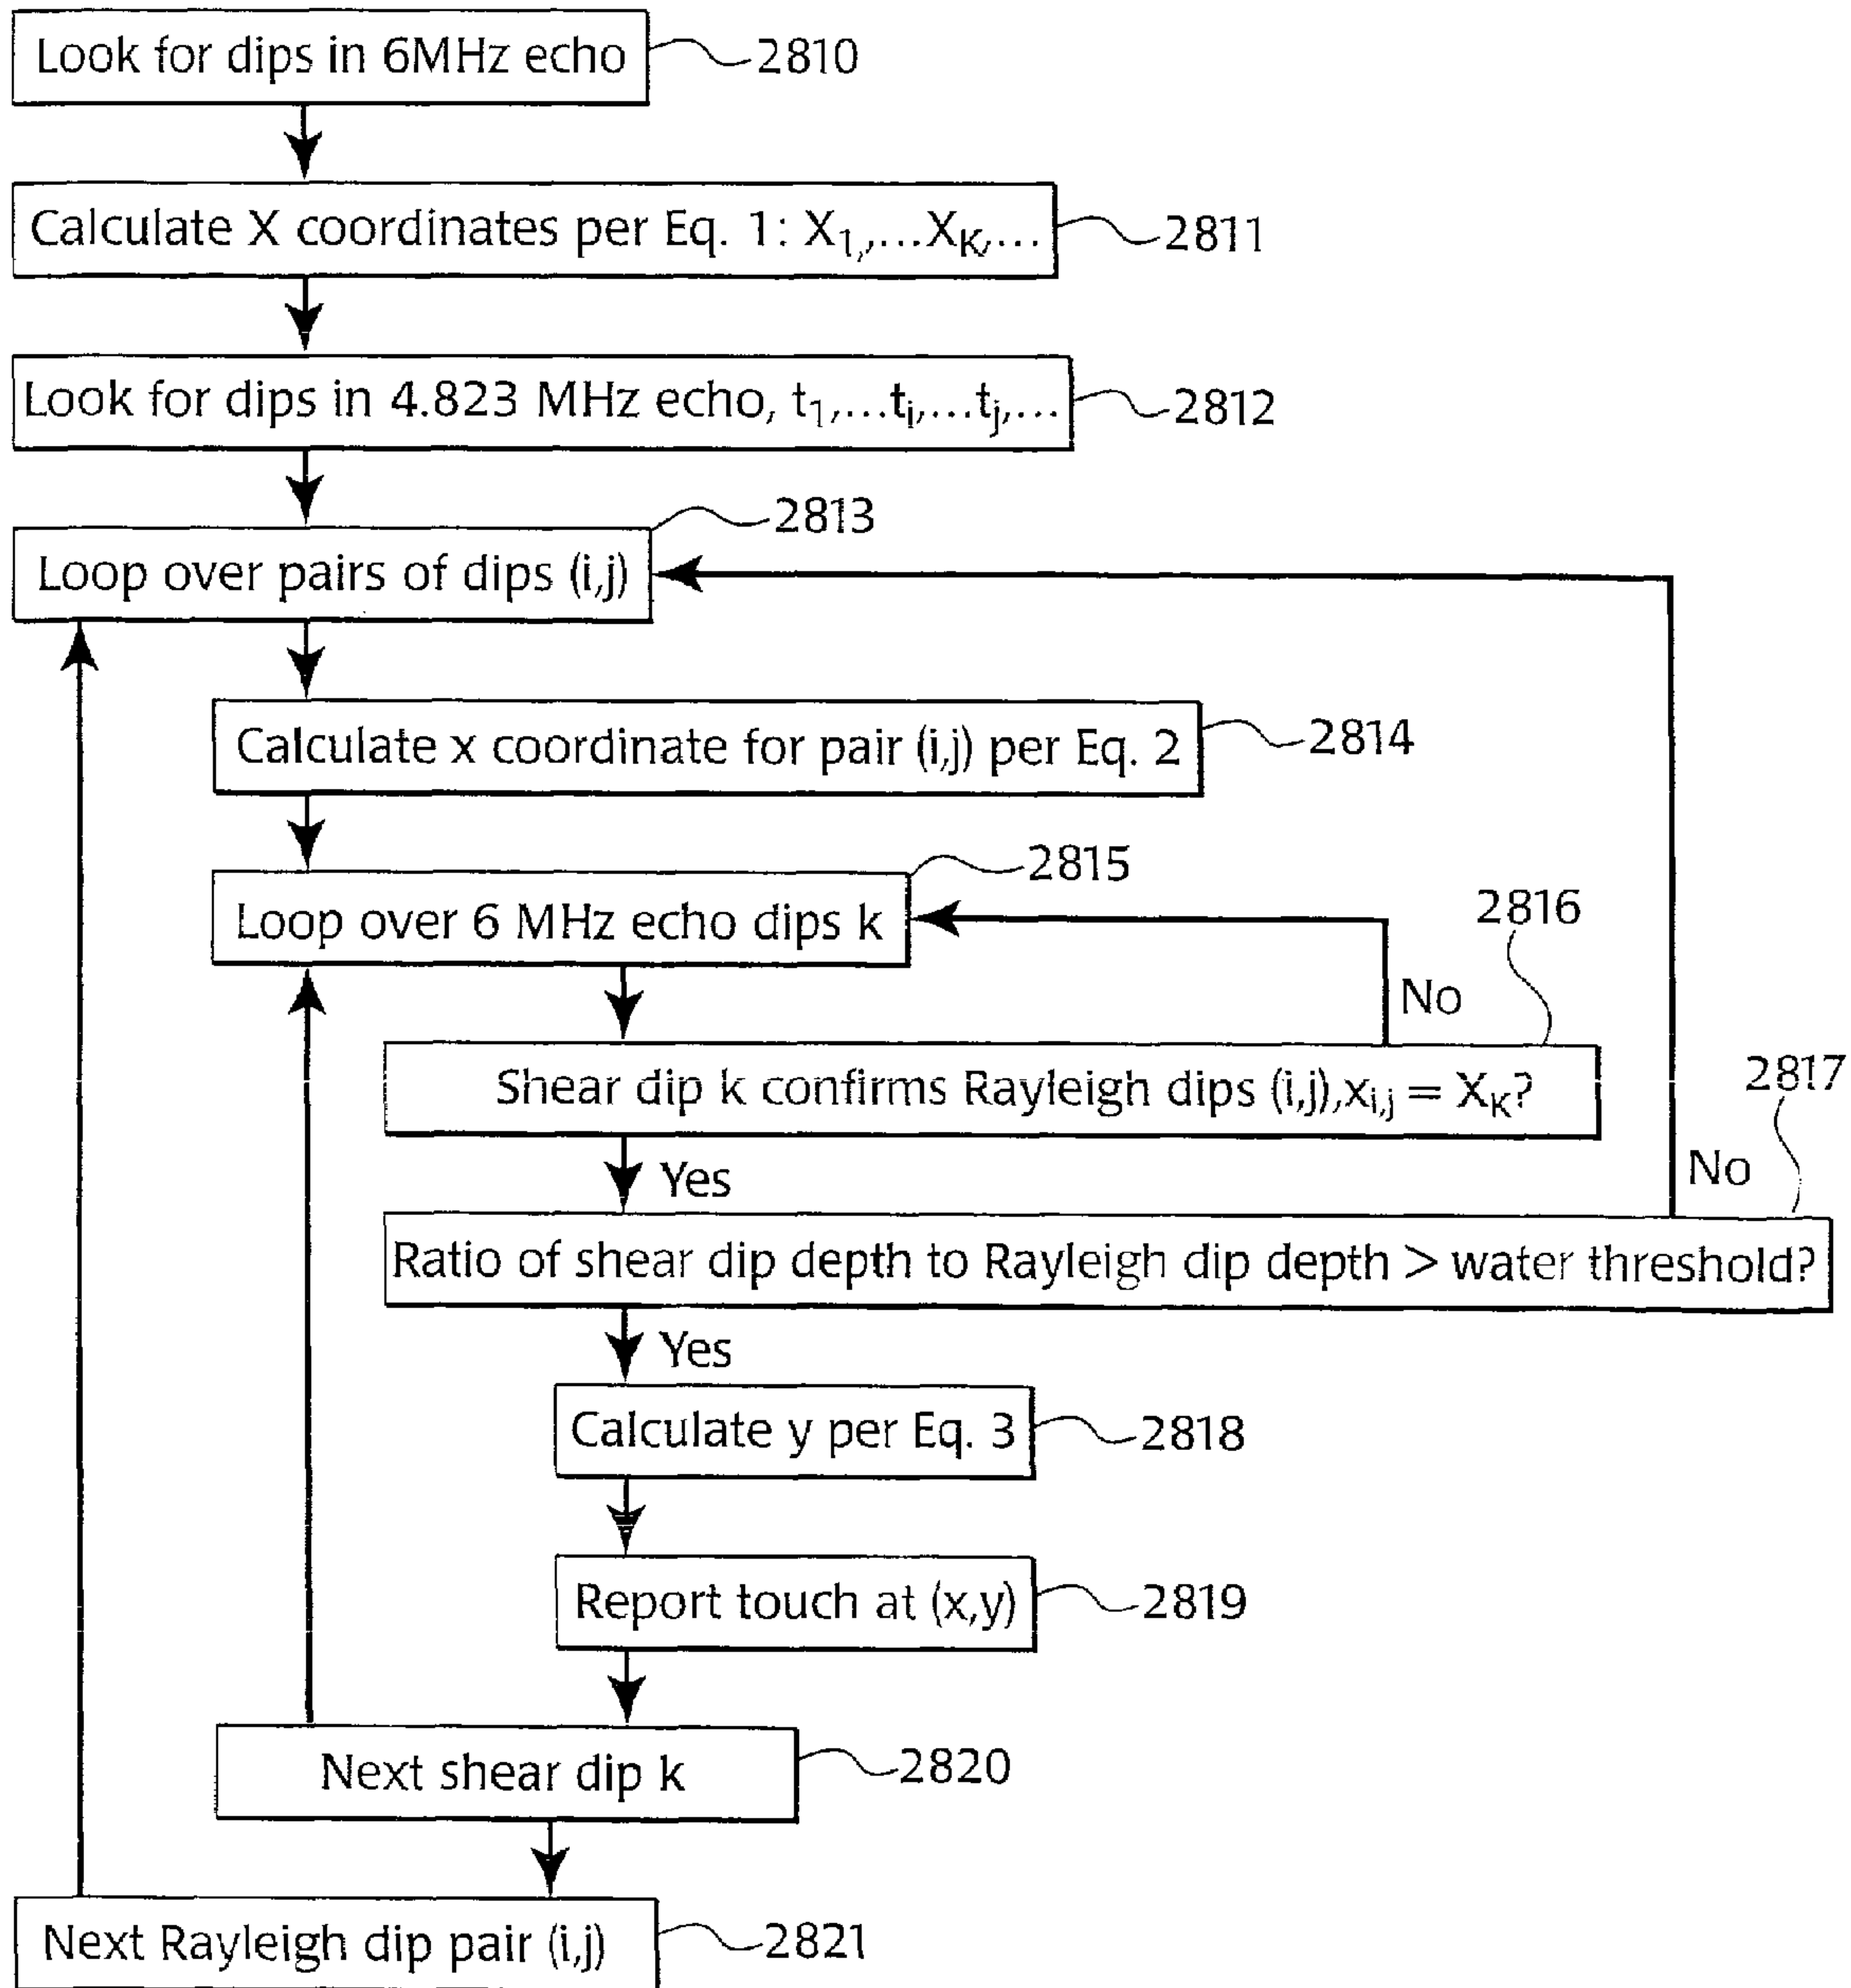 Look for dips in 6MHz echo
2810
Calculate X coordinates per Eq. 1: X₁,,...X_K,...
2811
Look for dips in 4.823 MHz echo, t₁,...tᵢ,...tⱼ,...
2812
2813
Loop over pairs of dips (i,j)
Calculate x coordinate for pair (i,j) per Eq. 2
2814
2815
Loop over 6 MHz echo dips k
2816
No
Shear dip k confirms Rayleigh dips (i,j),x_{i,j} = X_K?
2817
Yes
No
Ratio of shear dip depth to Rayleigh dip depth > water threshold?
Yes
Calculate y per Eq. 3
2818
Report touch at (x,y)
2819
Next shear dip k
2820
Next Rayleigh dip pair (i,j)
2821